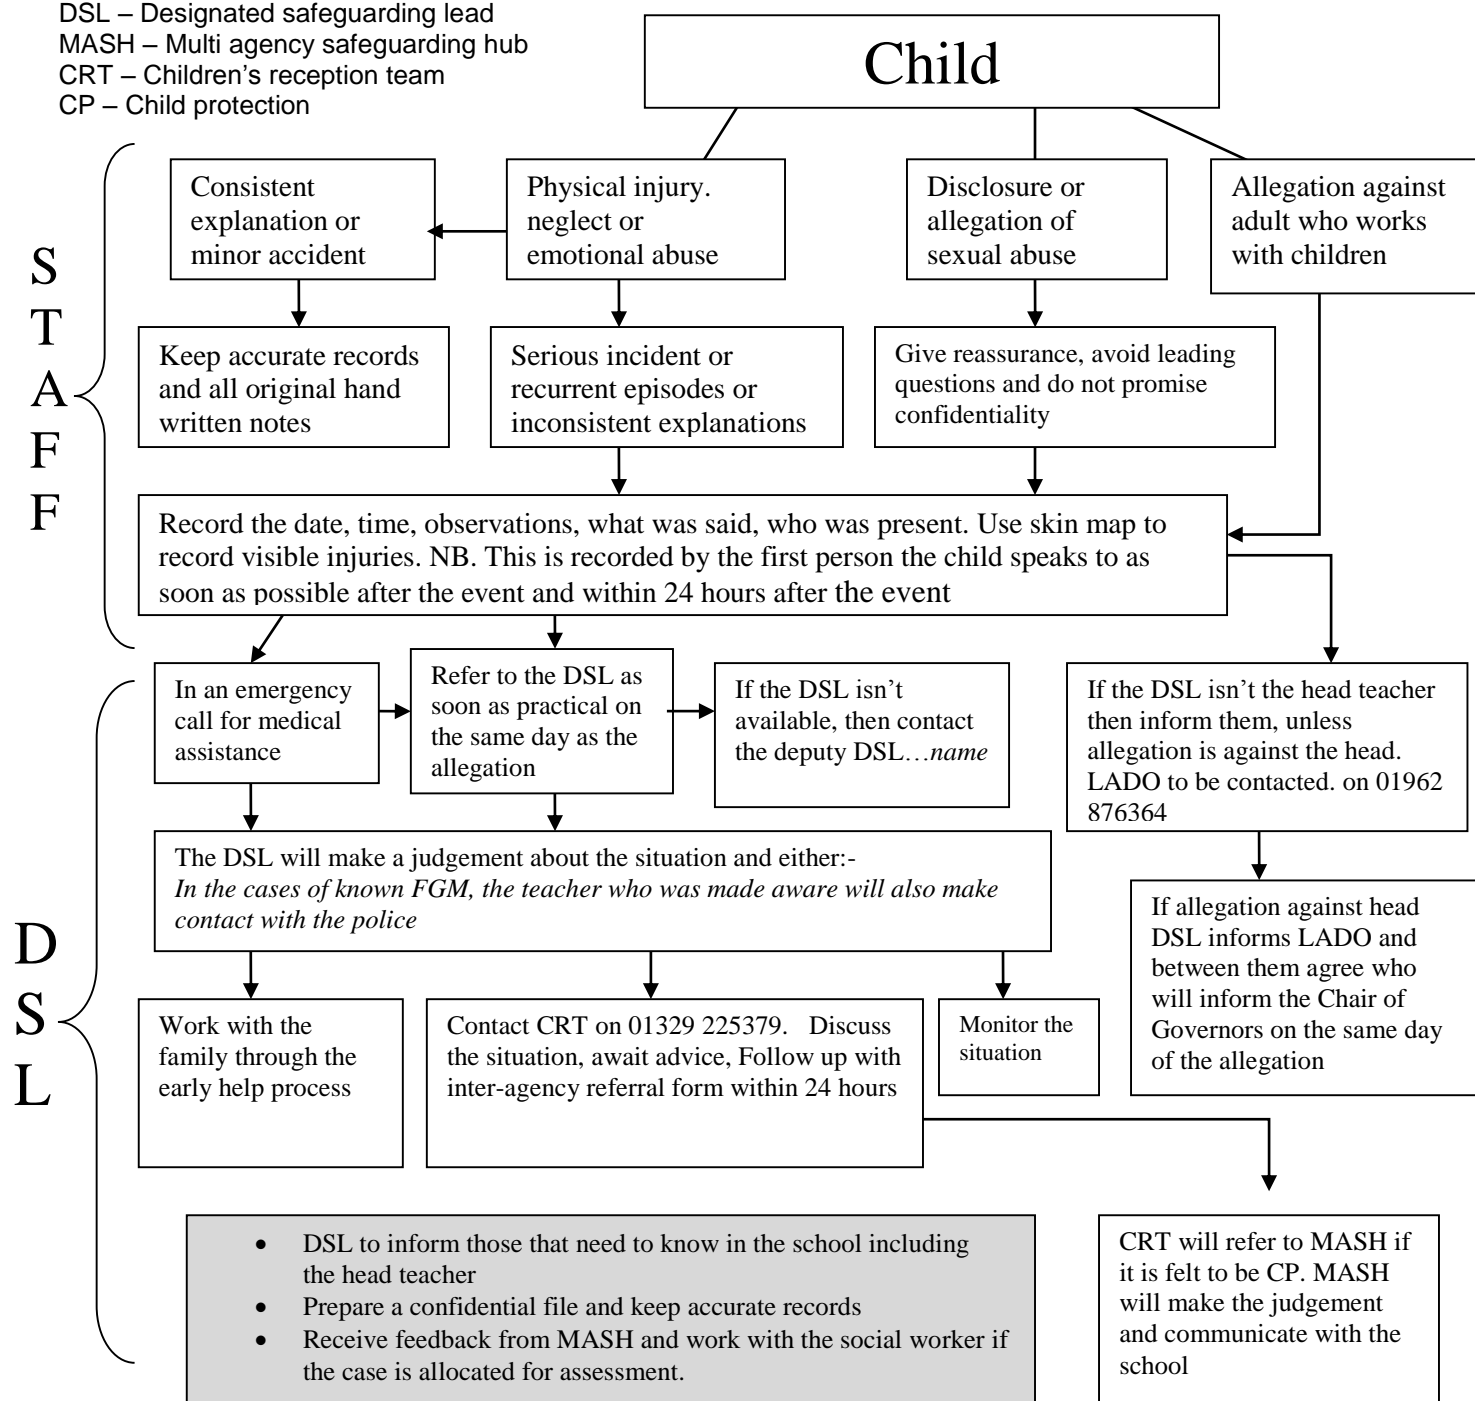 DSL – Designated safeguarding lead
MASH – Multi agency safeguarding hub
CRT – Children's reception team
CP – Child protection
Child
S
T
A
F
F
Consistent
explanation or
minor accident
Physical injury.
neglect or
emotional abuse
Disclosure or
allegation of
sexual abuse
Allegation against
adult who works
with children
Keep accurate records
and all original hand
written notes
Serious incident or
recurrent episodes or
inconsistent explanations
Give reassurance, avoid leading
questions and do not promise
confidentiality
Record the date, time, observations, what was said, who was present. Use skin map to
record visible injuries. NB. This is recorded by the first person the child speaks to as
soon as possible after the event and within 24 hours after the event
D
S
L
In an emergency
call for medical
assistance
Refer to the DSL as
soon as practical on
the same day as the
allegation
If the DSL isn't
available, then contact
the deputy DSL…name
If the DSL isn't the head teacher
then inform them, unless
allegation is against the head.
LADO to be contacted. on 01962
876364
The DSL will make a judgement about the situation and either:-
In the cases of known FGM, the teacher who was made aware will also make
contact with the police
If allegation against head
DSL informs LADO and
between them agree who
will inform the Chair of
Governors on the same day
of the allegation
Work with the
family through the
early help process
Contact CRT on 01329 225379. Discuss
the situation, await advice, Follow up with
inter-agency referral form within 24 hours
Monitor the
situation
• DSL to inform those that need to know in the school including
the head teacher
• Prepare a confidential file and keep accurate records
• Receive feedback from MASH and work with the social worker if
the case is allocated for assessment.
CRT will refer to MASH if
it is felt to be CP. MASH
will make the judgement
and communicate with the
school